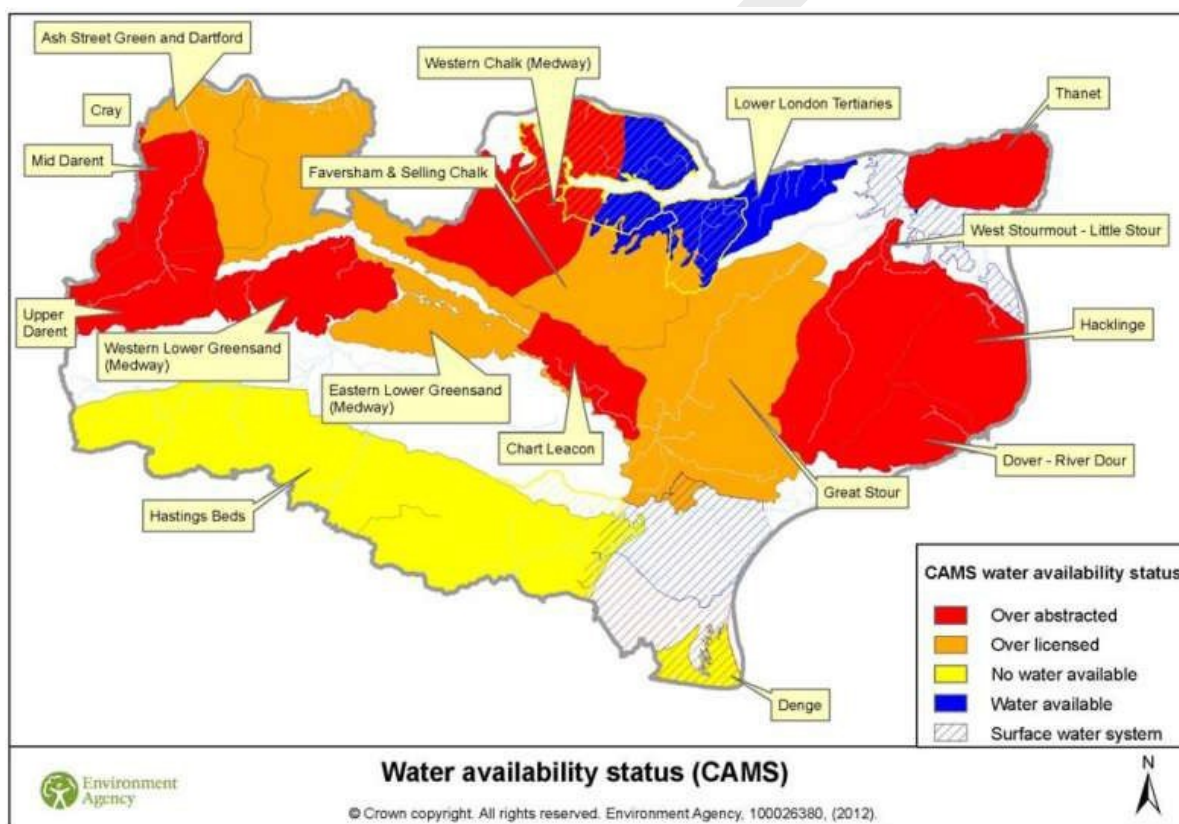 Ash Street Green and Dartford
Western Chalk (Medway)
Cray
Lower London Tertiaries
Thanet
Mid Darent
Faversham & Selling Chalk
West Stourmout - Little Stour
Upper
Darent
Western Lower Greensand
(Medway)
Hacklinge
Eastern Lower Greensand
(Medway)
Chart Leacon
Dover - River Dour
Great Stour
Hastings Beds
Denge
CAMS water availability status
Over abstracted
Over licensed
No water available
Water available
Surface water system
Environment
Agency
Water availability status (CAMS)
© Crown copyright. All rights reserved. Environment Agency, 100026380, (2012).
N